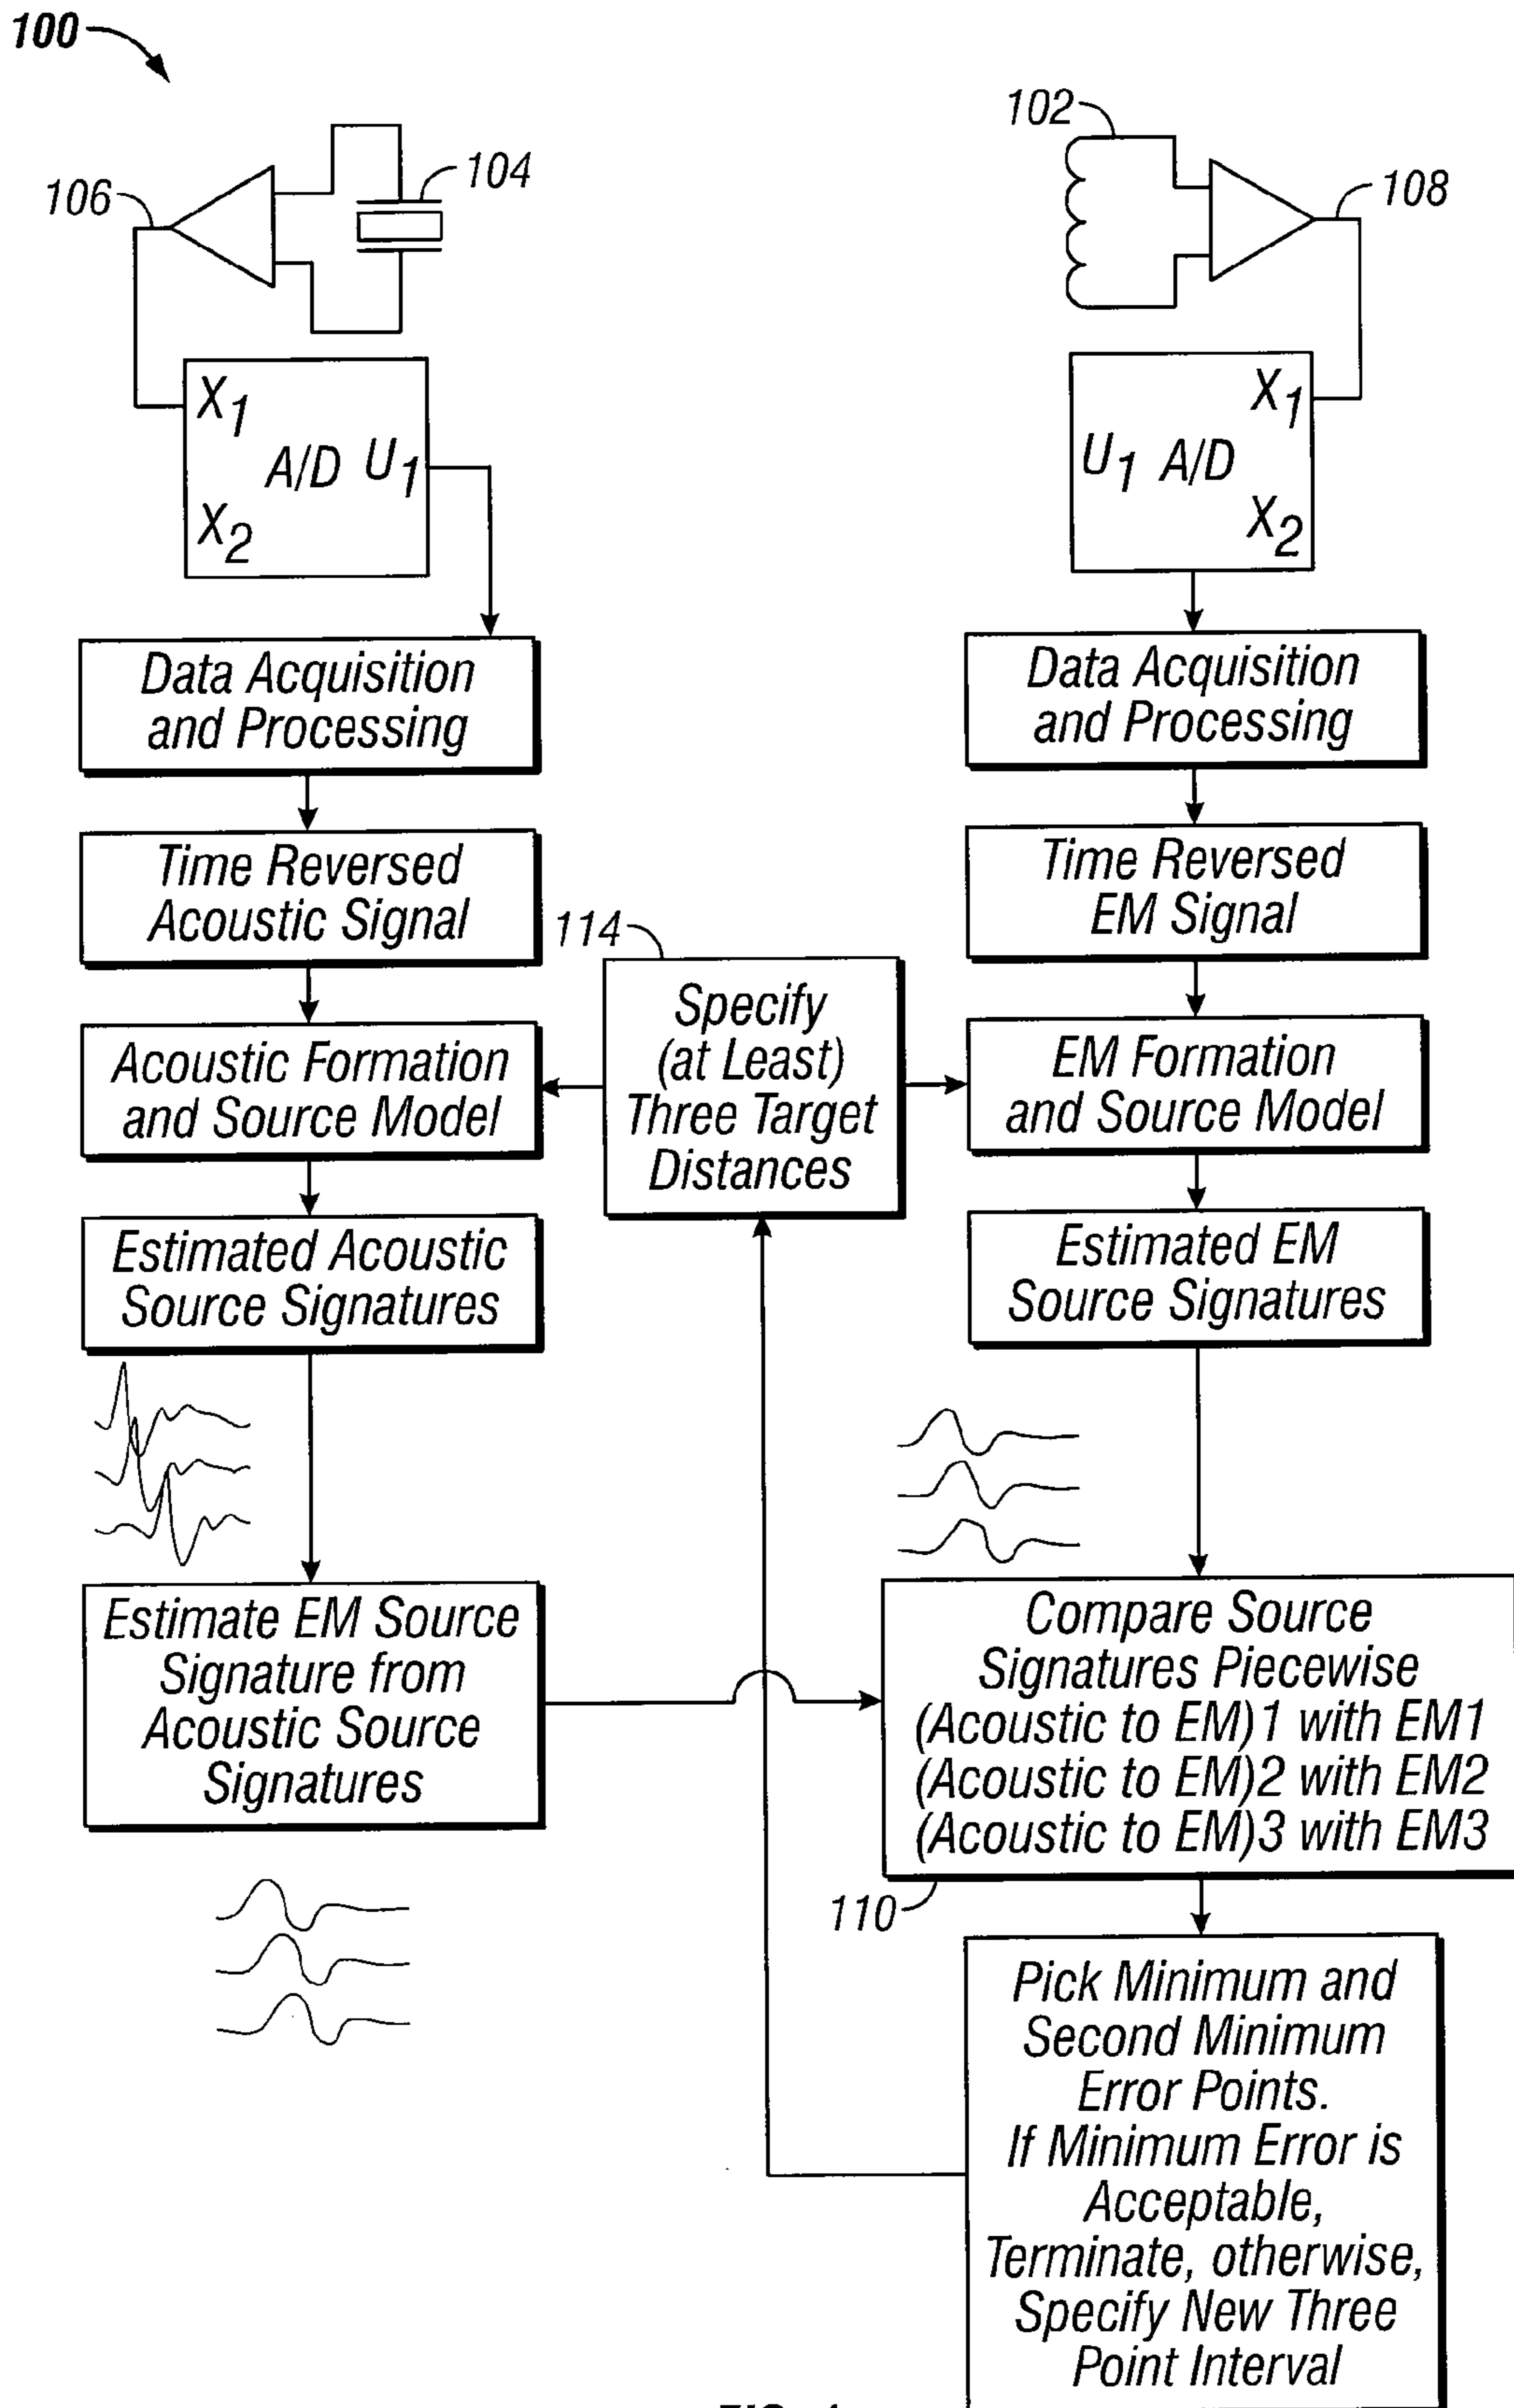 100
104
106
X1
A/D U1
X2
102
108
X1
U1 A/D
X2
Data Acquisition
and Processing
Time Reversed
Acoustic Signal
Acoustic Formation
and Source Model
Estimated Acoustic
Source Signatures
Estimate EM Source
Signature from
Acoustic Source
Signatures
114
Specify
(at Least)
Three Target
Distances
Data Acquisition
and Processing
Time Reversed
EM Signal
EM Formation
and Source Model
Estimated EM
Source Signatures
Compare Source
Signatures Piecewise
(Acoustic to EM)1 with EM1
(Acoustic to EM)2 with EM2
(Acoustic to EM)3 with EM3
110
Pick Minimum and
Second Minimum
Error Points.
If Minimum Error is
Acceptable,
Terminate, otherwise,
Specify New Three
Point Interval